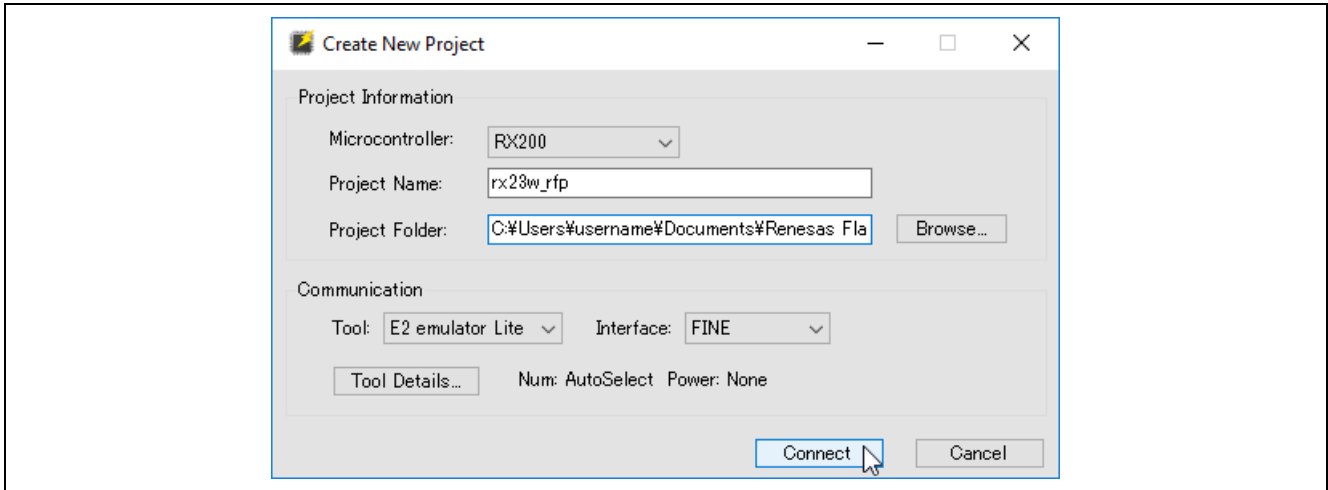 Create New Project
Project Information
Microcontroller: RX200
Project Name: rx23w_rfp
Project Folder: C:¥Users¥username¥Documents¥Renesas Fla Browse...
Communication
Tool: E2 emulator Lite Interface: FINE
Tool Details... Num: AutoSelect Power: None
Connect Cancel